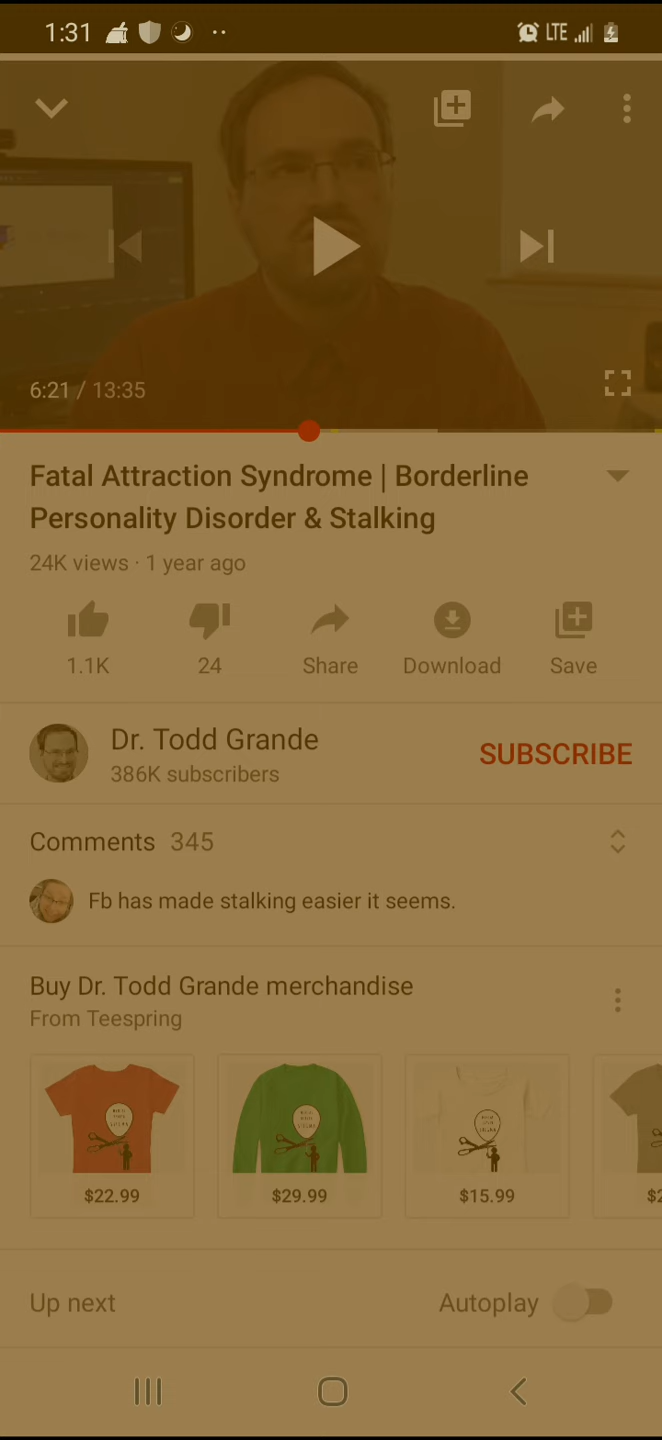 1:31
LTE
6:21 / 13:35
Fatal Attraction Syndrome | Borderline
Personality Disorder & Stalking
24K views · 1 year ago
1.1K 24 Share Download Save
Dr. Todd Grande
386K subscribers
SUBSCRIBE
Comments 345
Fb has made stalking easier it seems.
Buy Dr. Todd Grande merchandise
From Teespring
$22.99 $29.99 $15.99
Up next Autoplay